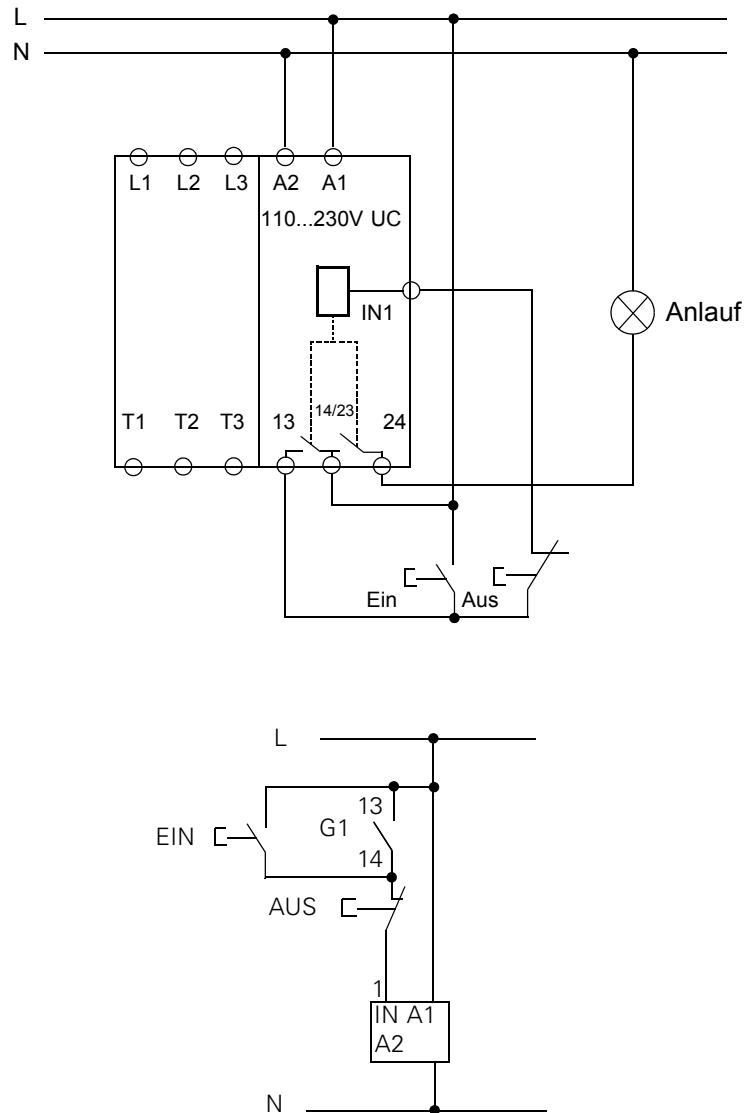 L
N
L1 L2 L3 A2 A1
110...230V UC
IN1
Anlauf
T1 T2 T3 13 14/23 24
Ein Aus
L
13
EIN G1
14
AUS
1
IN A1
A2
N